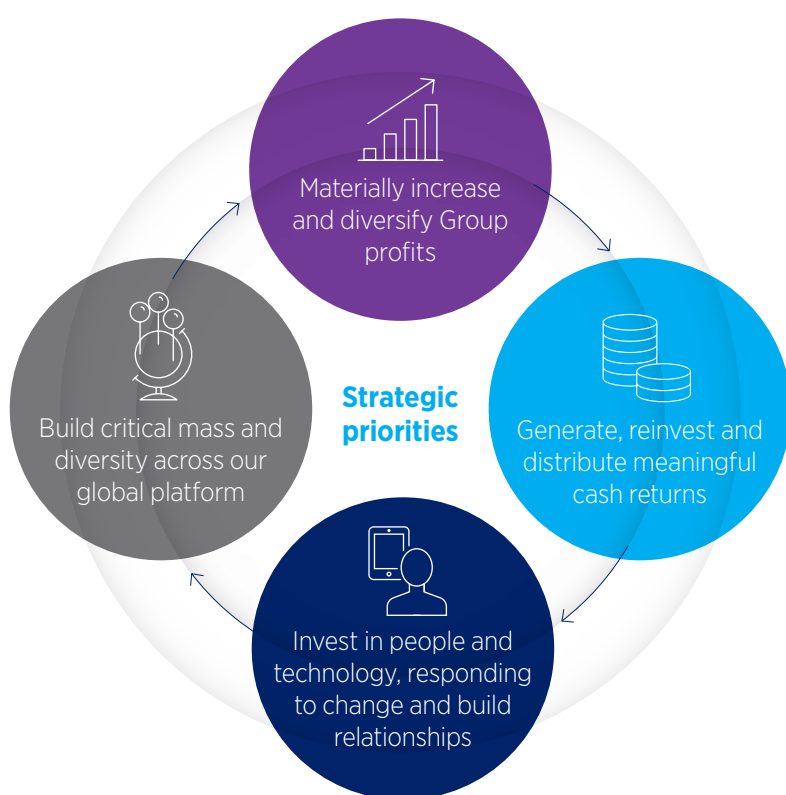 Materially increase
and diversify Group
profits
Generate, reinvest and
distribute meaningful
cash returns
Invest in people and
technology, responding
to change and build
relationships
Build critical mass and
diversity across our
global platform
Strategic
priorities